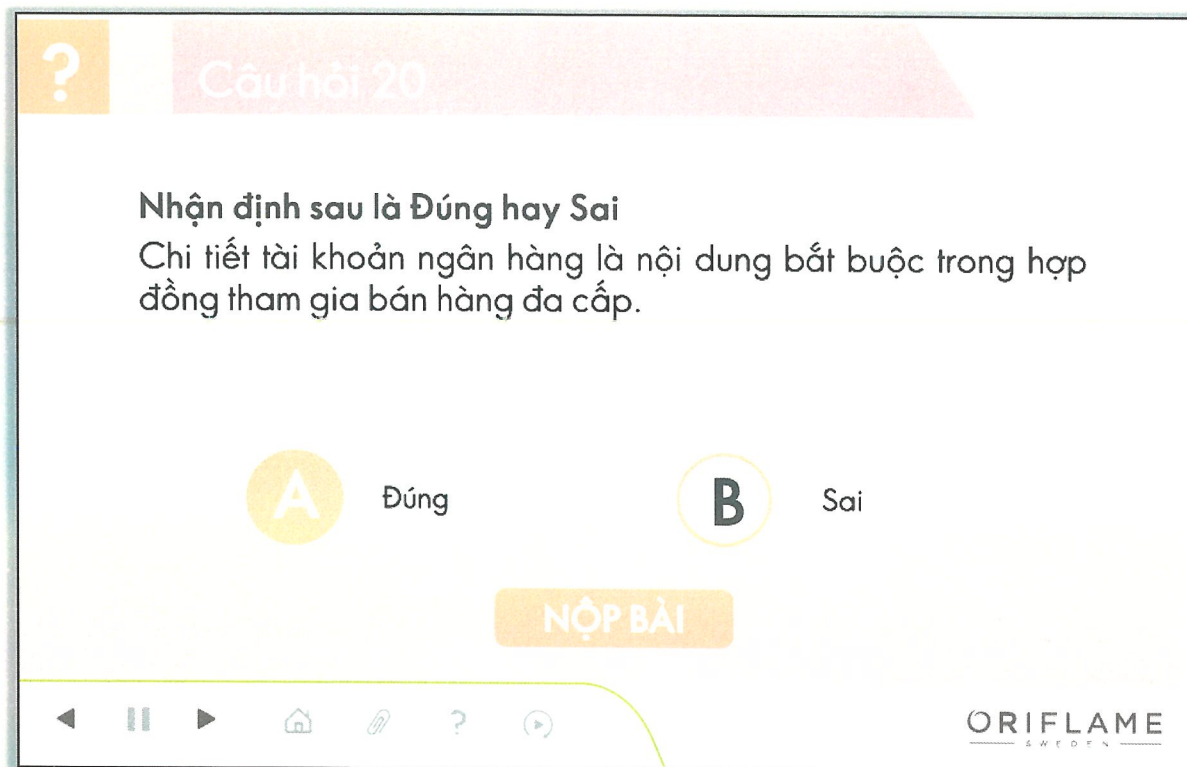 ?
Câu hỏi 20
Nhận định sau là Đúng hay Sai
Chi tiết tài khoản ngân hàng là nội dung bắt buộc trong hợp
đồng tham gia bán hàng đa cấp.
A Đúng B Sai
NỘP BÀI
?
ORIFLAME
SWEDEN